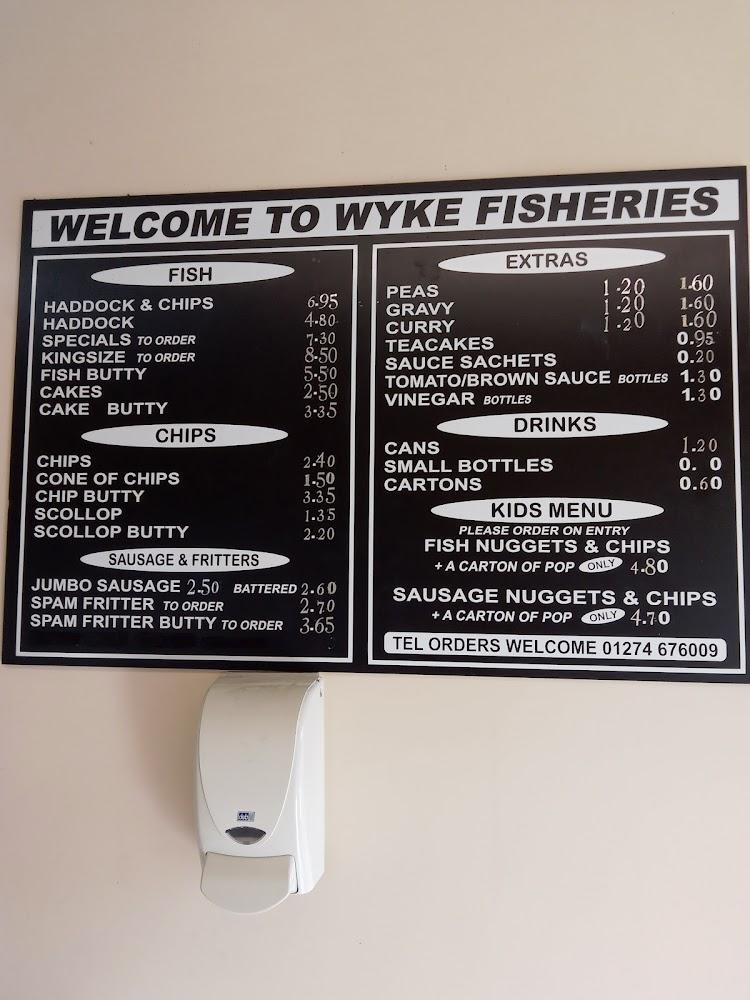 WELCOME TO WYKE FISHERIES
FISH
HADDOCK & CHIPS 6.95
HADDOCK 4.80
SPECIALS TO ORDER 7.30
KINGSIZE TO ORDER 8.50
FISH BUTTY 5.50
CAKES 2.50
CAKE BUTTY 3.35
CHIPS
CHIPS 2.40
CONE OF CHIPS 1.50
CHIP BUTTY 3.35
SCOLLOP 1.35
SCOLLOP BUTTY 2.20
SAUSAGE & FRITTERS
JUMBO SAUSAGE 2.50 BATTERED 2.60
SPAM FRITTER TO ORDER 2.70
SPAM FRITTER BUTTY TO ORDER 3.65
EXTRAS
PEAS 1.20 1.60
GRAVY 1.20 1.60
CURRY 1.20 1.60
TEACAKES 0.95
SAUCE SACHETS 0.20
TOMATO/BROWN SAUCE BOTTLES 1.30
VINEGAR BOTTLES 1.30
DRINKS
CANS 1.20
SMALL BOTTLES 0. 0
CARTONS 0.60
KIDS MENU
PLEASE ORDER ON ENTRY
FISH NUGGETS & CHIPS
+ A CARTON OF POP ONLY 4.80
SAUSAGE NUGGETS & CHIPS
+ A CARTON OF POP ONLY 4.70
TEL ORDERS WELCOME 01274 676009